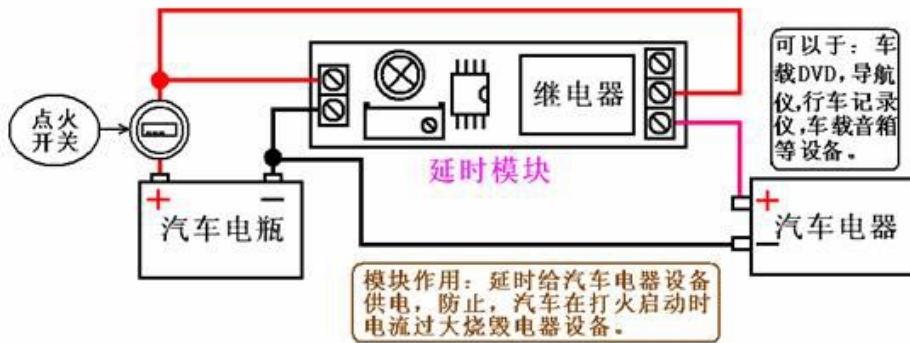 可以于：车
载DVD,导航
仪,行车记录
仪,车载音箱
等设备。
点火
开关
继电器
延时模块
+
−
汽车电瓶
+
−
汽车电器
模块作用：延时给汽车电器设备
供电，防止，汽车在打火启动时
电流过大烧毁电器设备。